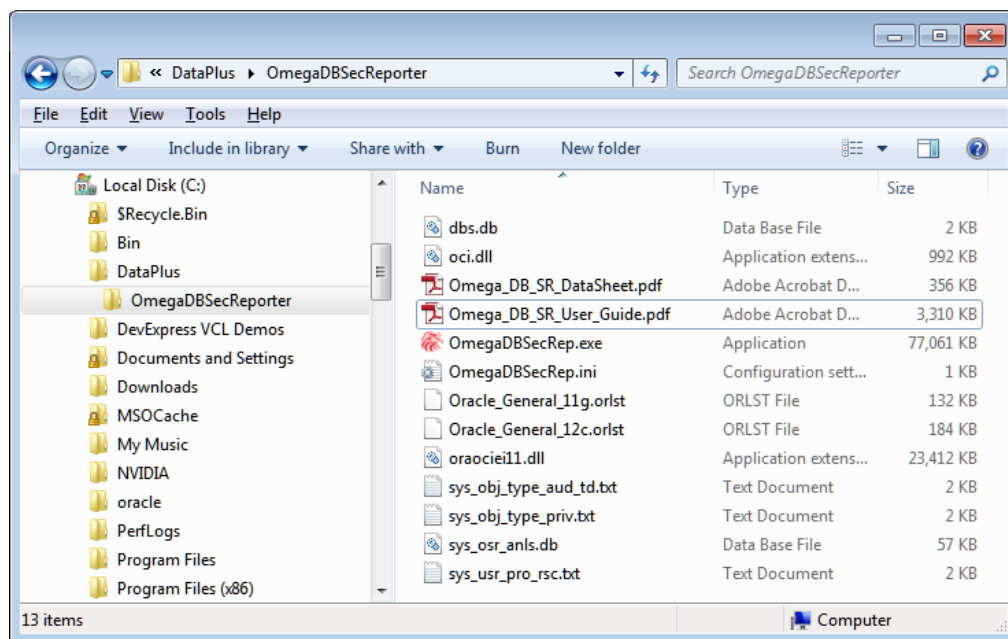 « DataPlus OmegaDBSecReporter Search OmegaDBSecReporter
File Edit View Tools Help
Organize Include in library Share with Burn New folder
Local Disk (C:)
$Recycle.Bin
Bin
DataPlus
OmegaDBSecReporter
DevExpress VCL Demos
Documents and Settings
Downloads
MSOCache
My Music
NVIDIA
oracle
PerfLogs
Program Files
Program Files (x86)
Name Type Size
dbs.db Data Base File 2 KB
oci.dll Application extens... 992 KB
Omega_DB_SR_DataSheet.pdf Adobe Acrobat D... 356 KB
Omega_DB_SR_User_Guide.pdf Adobe Acrobat D... 3,310 KB
OmegaDBSecRep.exe Application 77,061 KB
OmegaDBSecRep.ini Configuration sett... 1 KB
Oracle_General_11g.orlst ORLST File 132 KB
Oracle_General_12c.orlst ORLST File 184 KB
oraociei11.dll Application extens... 23,412 KB
sys_obj_type_aud_td.txt Text Document 2 KB
sys_obj_type_priv.txt Text Document 2 KB
sys_osr_anls.db Data Base File 57 KB
sys_usr_pro_rsc.txt Text Document 2 KB
13 items Computer